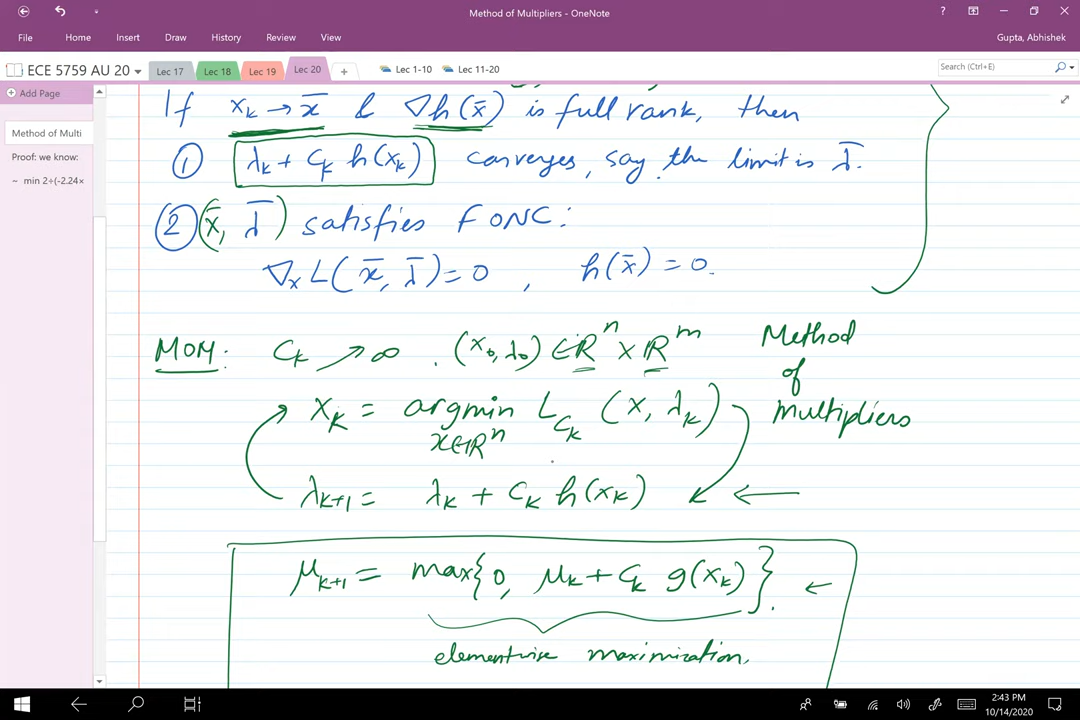 Method of Multipliers - OneNote
?
File Home Insert Draw History Review View
Gupta, Abhishek
ECE 5759 AU 20 Lec 17 Lec 18 Lec 19 Lec 20 + Lec 1-10 Lec 11-20
Search (Ctrl+E)
Add Page
Method of Multi
Proof: we know:
~ min 2÷(-2.24×
If x_k → x̄ & ∇h(x̄) is full rank, then
① λ_k + c_k h(x_k) converges, say the limit is λ̄.
② (x̄, λ̄) satisfies FONC:
∇_x L(x̄, λ̄) = 0 , h(x̄) = 0.
MOM: c_k ↗ ∞ . (x_0, λ_0) ∈ ℝ^n × ℝ^m
Method
of
multipliers
x_k = argmin L_{c_k} (x, λ_k)
x∈ℝ^n
λ_{k+1} = λ_k + c_k h(x_k) ←
μ_{k+1} = max{0, μ_k + c_k g(x_k)}. ←
elementwise maximization.
2:43 PM
10/14/2020